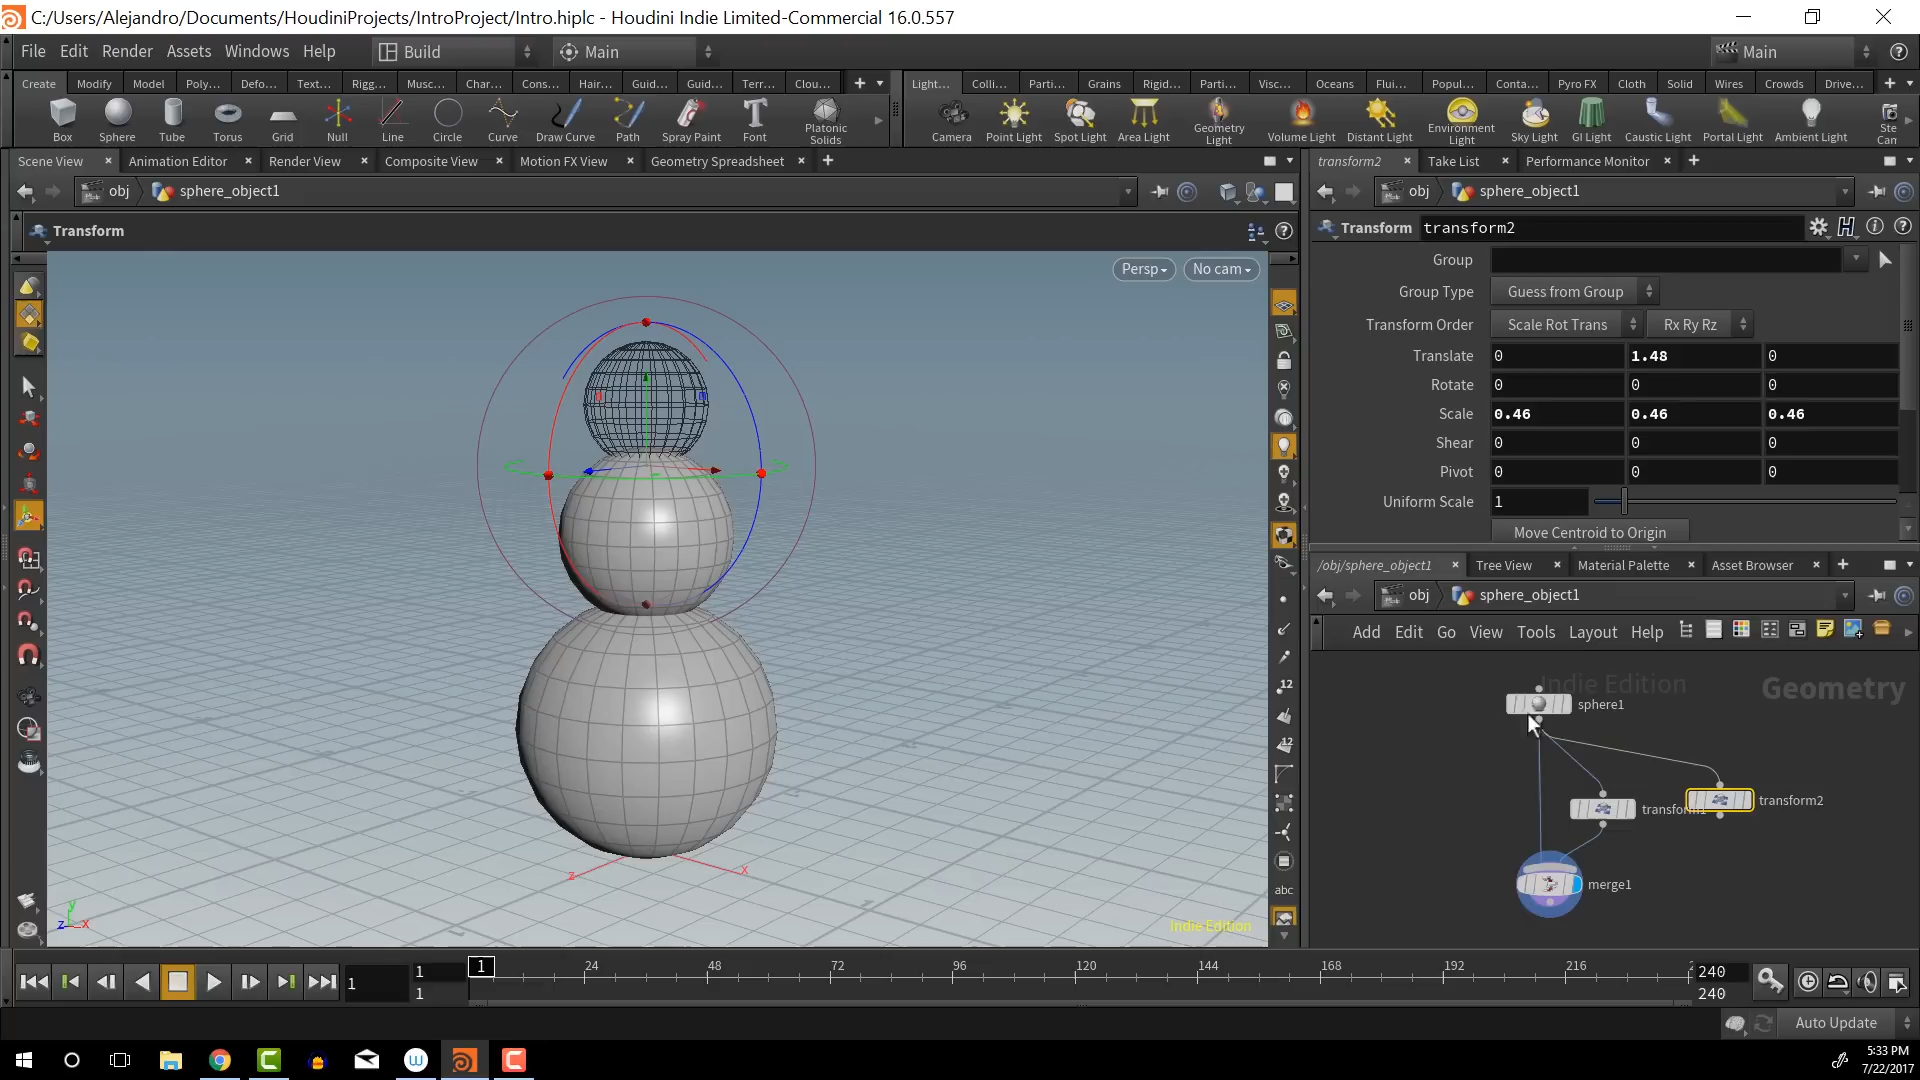 C:/Users/Alejandro/Documents/HoudiniProjects/IntroProject/Intro.hiplc - Houdini Indie Limited-Commercial 16.0.557
File Edit Render Assets Windows Help Build Main Main
Create Modify Model Poly... Defo... Text... Rigg... Musc... Char... Cons... Hair... Guid... Guid... Terr... Clou...
Light... Colli... Parti... Grains Rigid... Parti... Visc... Oceans Flui... Popul... Conta... Pyro FX Cloth Solid Wires Crowds Drive...
Box Sphere Tube Torus Grid Null Line Circle Curve Draw Curve Path Spray Paint Font Platonic Solids
Camera Point Light Spot Light Area Light Geometry Light Volume Light Distant Light Environment Light Sky Light GI Light Caustic Light Portal Light Ambient Light Ste Can
Scene View Animation Editor Render View Composite View Motion FX View Geometry Spreadsheet
transform2 Take List Performance Monitor
obj sphere_object1
obj sphere_object1
Transform
Transform transform2
Persp No cam
Group
Group Type Guess from Group
Transform Order Scale Rot Trans Rx Ry Rz
Translate 0 1.48 0
Rotate 0 0 0
Scale 0.46 0.46 0.46
Shear 0 0 0
Pivot 0 0 0
Uniform Scale 1
Move Centroid to Origin
/obj/sphere_object1 Tree View Material Palette Asset Browser
obj sphere_object1
Add Edit Go View Tools Layout Help
Indie Edition
Geometry
sphere1
transform1
transform2
merge1
12
12
abc
z x
y
z x
Indie Edition
1
1
1
1 24 48 72 96 120 144 168 192 216 2
240
240
Auto Update
5:33 PM
7/22/2017